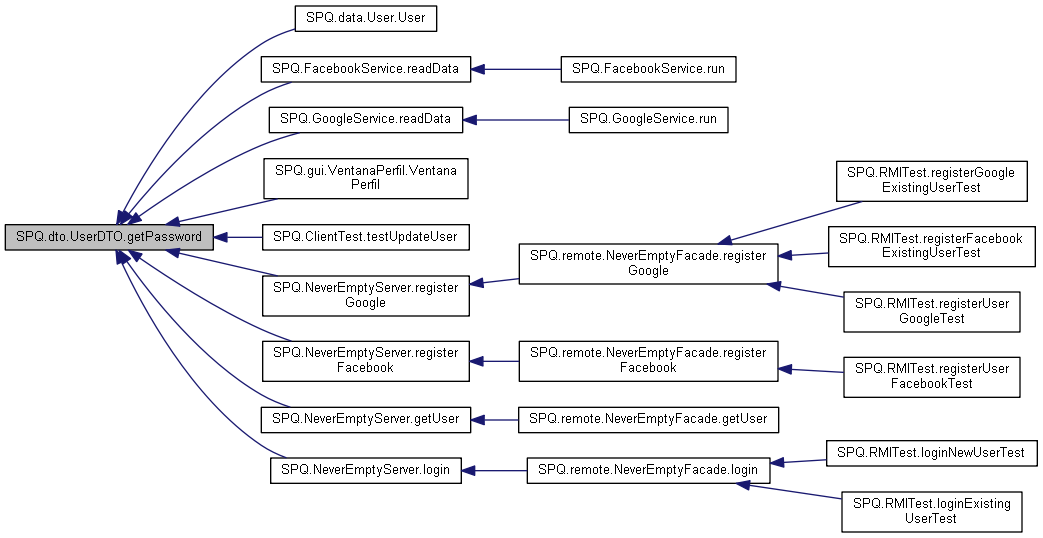 SPQ.data.User.User
SPQ.FacebookService.readData
SPQ.FacebookService.run
SPQ.GoogleService.readData
SPQ.GoogleService.run
SPQ.gui.VentanaPerfil.Ventana
Perfil
SPQ.RMITest.registerGoogle
ExistingUserTest
SPQ.dto.UserDTO.getPassword
SPQ.ClientTest.testUpdateUser
SPQ.RMITest.registerFacebook
ExistingUserTest
SPQ.remote.NeverEmptyFacade.register
Google
SPQ.NeverEmptyServer.register
Google
SPQ.RMITest.registerUser
GoogleTest
SPQ.NeverEmptyServer.register
Facebook
SPQ.remote.NeverEmptyFacade.register
Facebook
SPQ.RMITest.registerUser
FacebookTest
SPQ.NeverEmptyServer.getUser
SPQ.remote.NeverEmptyFacade.getUser
SPQ.NeverEmptyServer.login
SPQ.remote.NeverEmptyFacade.login
SPQ.RMITest.loginNewUserTest
SPQ.RMITest.loginExisting
UserTest